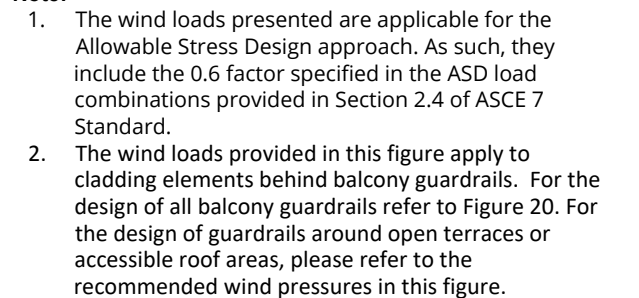 1. The wind loads presented are applicable for the
Allowable Stress Design approach. As such, they
include the 0.6 factor specified in the ASD load
combinations provided in Section 2.4 of ASCE 7
Standard.
2. The wind loads provided in this figure apply to
cladding elements behind balcony guardrails. For the
design of all balcony guardrails refer to Figure 20. For
the design of guardrails around open terraces or
accessible roof areas, please refer to the
recommended wind pressures in this figure.